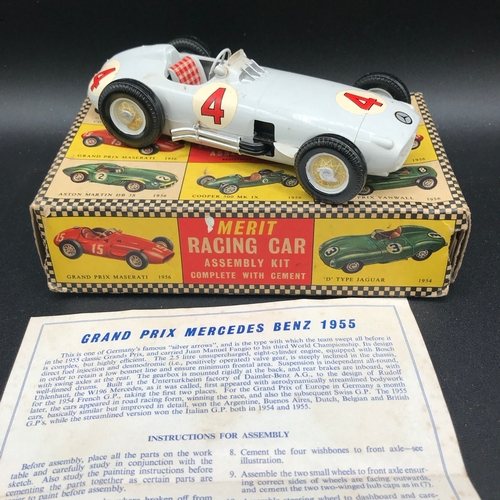 4
4
4
GRAND PRIX MASERATI 1956
ASTON MARTIN DB 3S
COOPER 500 MK IX
PRIX VANWALL
MERIT
RACING CAR
ASSEMBLY KIT
COMPLETE WITH CEMENT
15
GRAND PRIX MASERATI 1956
'D' TYPE JAGUAR 1954
GRAND PRIX MERCEDES BENZ 1955
This is one of Germany's famous "silver arrows", and is the type with which the team swept all before it
in the 1955 classic Grands Prix, and carried Juan Manuel Fangio to his third World Championship. Its design
is complex, but highly efficient. The 2.5 litre unsupercharged, eight-cylinder engine, equipped with Bosch
direct fuel injection and desmodromic (i.e., positively operated) valve gear, is steeply inclined in the chassis,
in order to provide a low bonnet line and ensure minimum frontal area. Suspension is independent all-round,
with swing axles at the rear. The gearbox is mounted rigidly at the back, and rear brakes are inboard, with
well-finned drums. Built at the Unterturkheim factory of Daimler-Benz A.G., to the design of Rudolf
Uhlenhaut, the W196 Mercedes, as it was called, first appeared with aerodynamically streamlined bodywork
for the 1954 French G.P., taking the first two places. For the Grand Prix of Europe in Germany a month
later, the cars appeared in road racing form, winning the race, and also the subsequent Swiss G.P. The 1955
cars, basically similar but improved in detail, won the Argentine, Buenos Aires, Dutch, Belgian and British
G.P's, while the streamlined version won the Italian G.P. both in 1954 and 1955.
INSTRUCTIONS FOR ASSEMBLY
Before assembly, place all the parts on the work
table and carefully study in conjunction with the
sketch. Also study the painting instructions before
cementing the parts together as certain parts are
easier to paint before assembly.
8. Cement the four wishbones to front axle—see
illustration.
9. Assemble the two small wheels to front axle ensur-
ing correct sides of wheels are facing outwards,
and cement the two two-winged hub caps on (7).
steering wheel to dashboard and